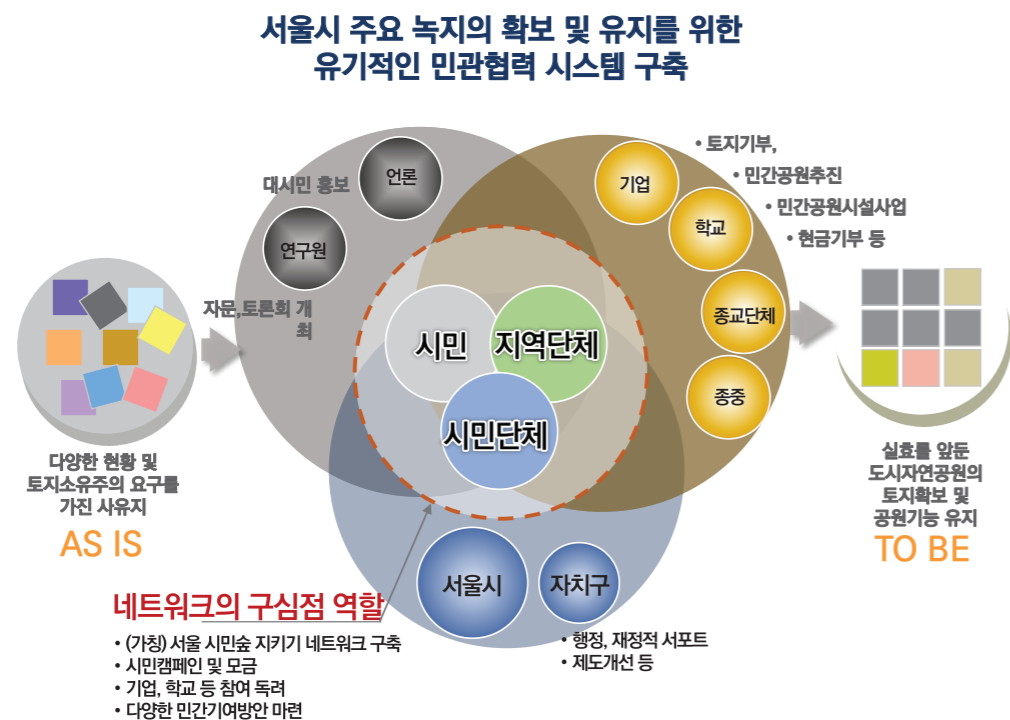 서울시 주요 녹지의 확보 및 유지를 위한
유기적인 민관협력 시스템 구축
언론
대시민 홍보
연구원
자문,토론회 개
최
기업
학교
종교단체
종중
• 토지기부,
• 민간공원추진
• 민간공원시설사업
• 현금기부 등
시민
지역단체
시민단체
다양한 현황 및
토지소유주의 요구를
가진 사유지
AS IS
실효를 앞둔
도시자연공원의
토지확보 및
공원기능 유지
TO BE
서울시
자치구
• 행정, 재정적 서포트
• 제도개선 등
네트워크의 구심점 역할
• (가칭) 서울 시민숲 지키기 네트워크 구축
• 시민캠페인 및 모금
• 기업, 학교 등 참여 독려
• 다양한 민간기여방안 마련